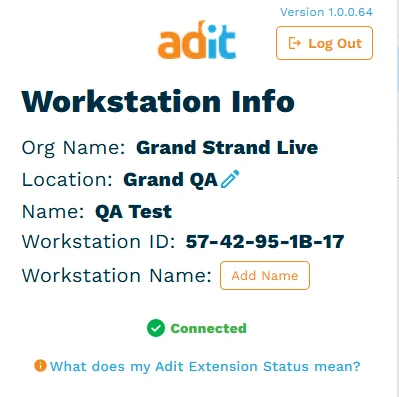 Version 1.0.0.64
adit
Log Out
Workstation Info
Org Name: Grand Strand Live
Location: Grand QA
Name: QA Test
Workstation ID: 57-42-95-1B-17
Workstation Name: Add Name
Connected
What does my Adit Extension Status mean?